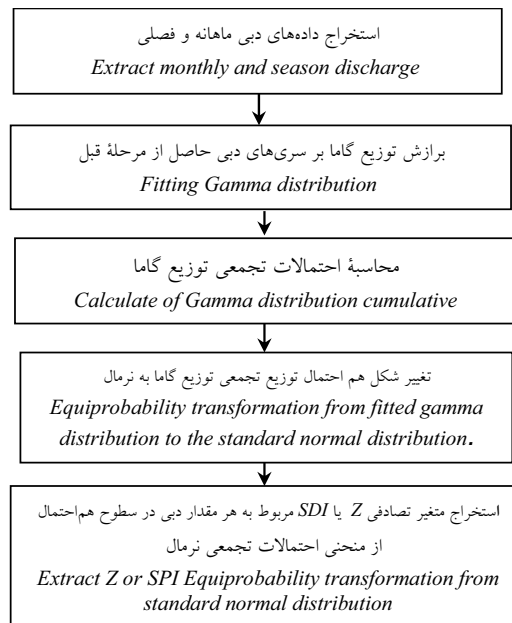 استخراج داده‌های دبی ماهانه و فصلی
Extract monthly and season discharge
برازش توزیع گاما بر سری‌های دبی حاصل از مرحلهٔ قبل
Fitting Gamma distribution
محاسبهٔ احتمالات تجمعی توزیع گاما
Calculate of Gamma distribution cumulative
تغییر شکل هم احتمال توزیع تجمعی توزیع گاما به نرمال
Equiprobability transformation from fitted gamma
distribution to the standard normal distribution.
استخراج متغیر تصادفی Z یا SDI مربوط به هر مقدار دبی در سطوح هم‌احتمال
از منحنی احتمالات تجمعی نرمال
Extract Z or SPI Equiprobability transformation from
standard normal distribution